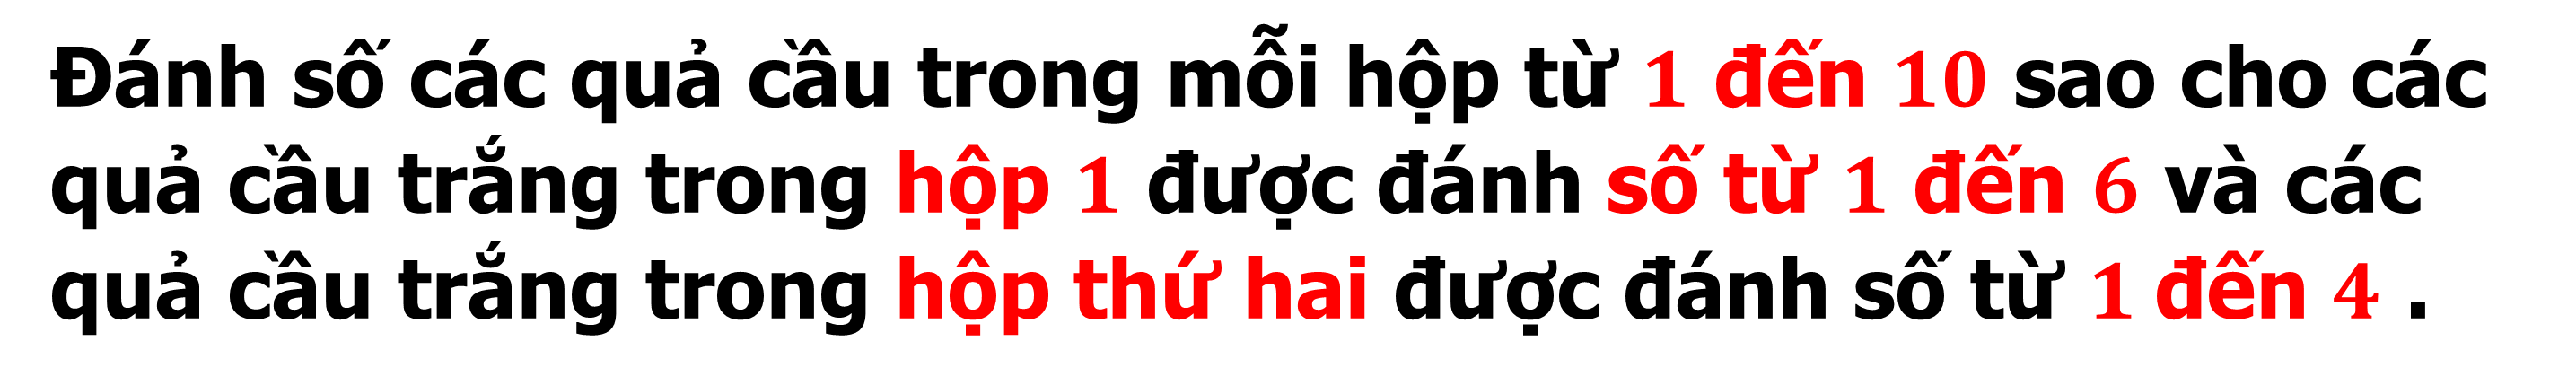 Đánh số các quả cầu trong mỗi hộp từ 1 đến 10 sao cho các
quả cầu trắng trong hộp 1 được đánh số từ 1 đến 6 và các
quả cầu trắng trong hộp thứ hai được đánh số từ 1 đến 4 .